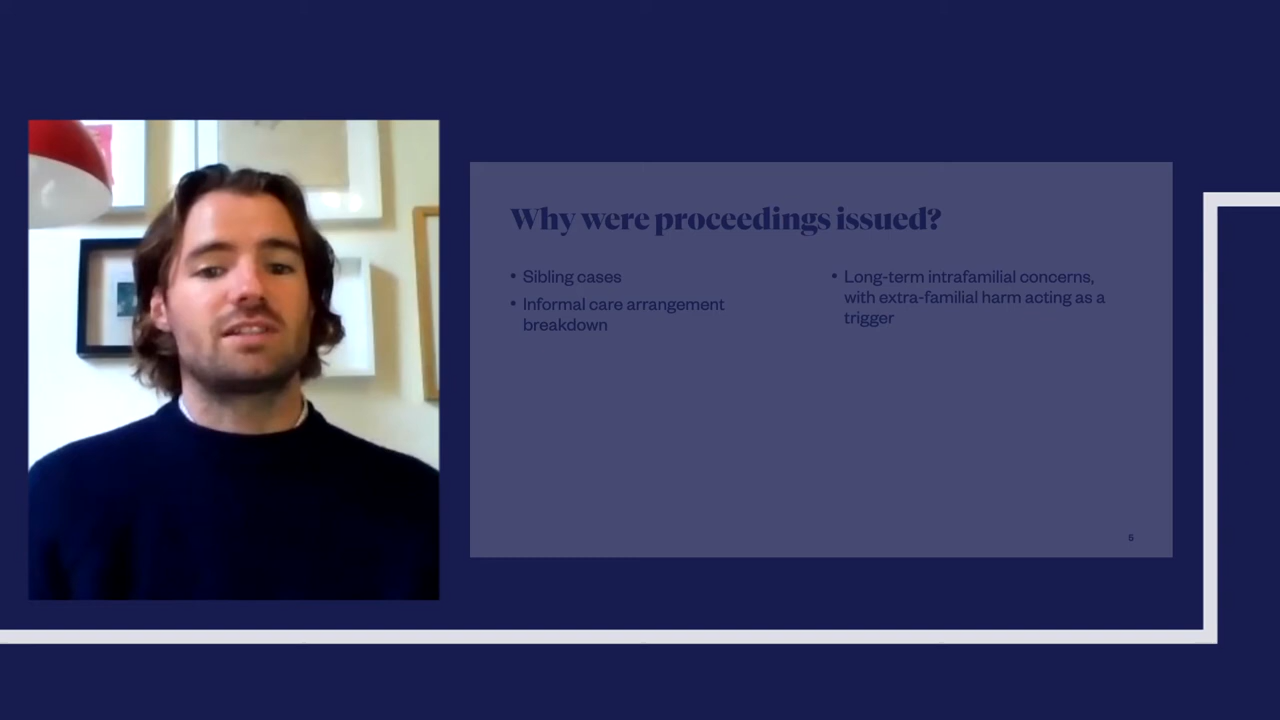 Why were proceedings issued?
• Sibling cases
• Informal care arrangement
breakdown
• Long-term intrafamilial concerns,
with extra-familial harm acting as a
trigger
6